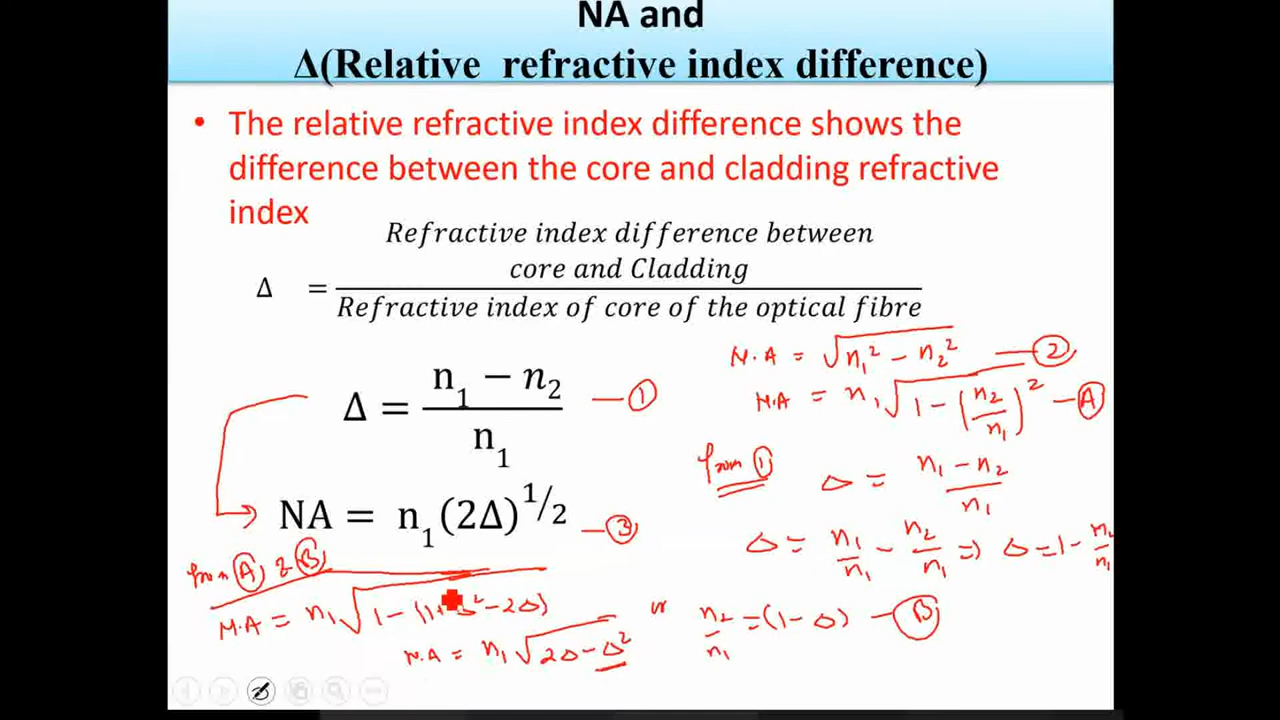 NA and
Δ(Relative refractive index difference)
• The relative refractive index difference shows the
difference between the core and cladding refractive
index
Δ = Refractive index difference between
core and Cladding
/ Refractive index of core of the optical fibre
N.A = √(n₁² − n₂²) — ②
Δ = (n₁ − n₂)/n₁ — ①
N.A = n₁√(1 − (n₂/n₁)²) — Ⓐ
from ① Δ = (n₁ − n₂)/n₁
NA = n₁(2Δ)^1/2 — ③
Δ = n₁/n₁ − n₂/n₁ ⇒ Δ = 1 − n₂/n₁
from Ⓐ & Ⓑ
N.A = n₁√(1 − (1 + Δ² − 2Δ))
or n₂/n₁ = (1 − Δ) — Ⓑ
N.A = n₁√(2Δ − Δ²)